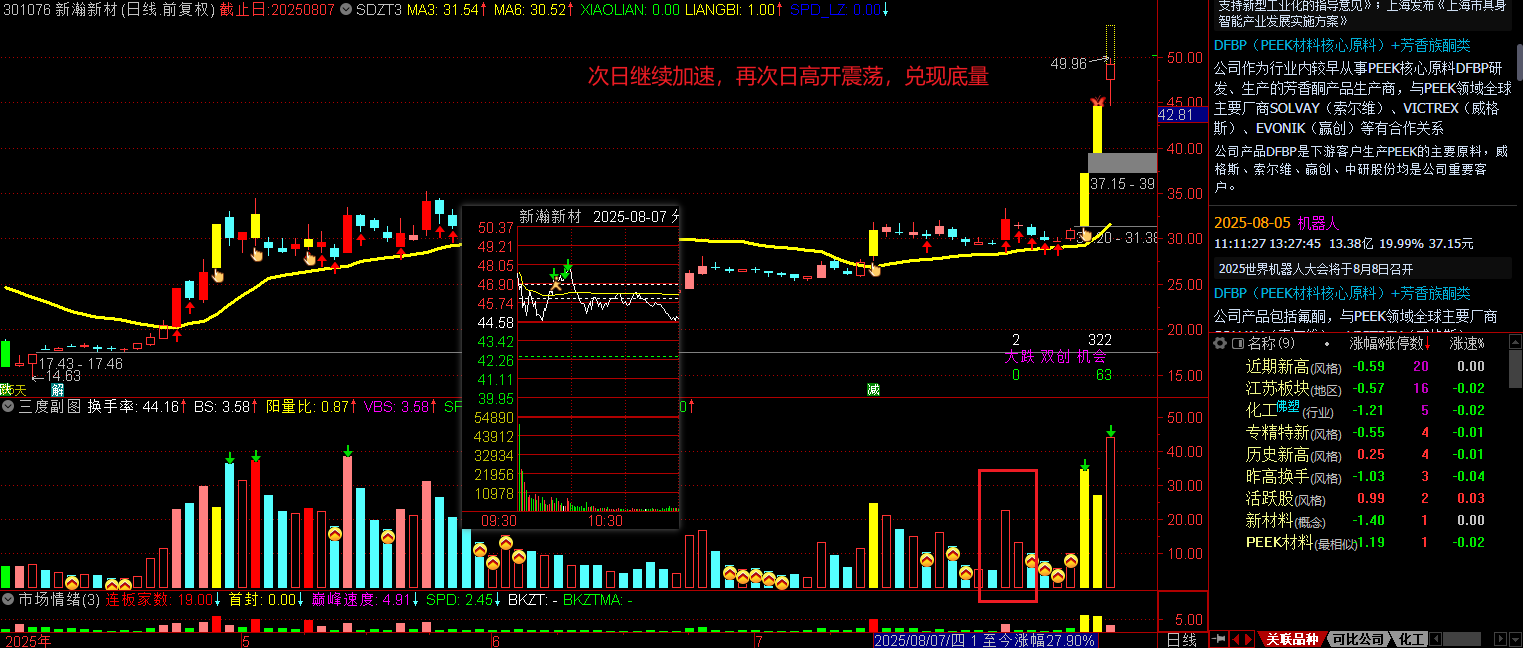 301076 新瀚新材(日线.前复权) 截止日:20250807 SDZT3 MA3: 31.54↑ MA6: 30.52↑ XIAOLIAN: 0.00 LIANGBI: 1.00↑ SPD_LZ: 0.00↓
次日继续加速，再次日高开震荡，兑现底量
49.96
50.00
45.00
42.81
40.00
37.15 - 39
35.00
30.00
25.00
20.00
15.00
17.43 - 17.46
14.63
解
减
2
322
大跌 双创 机会
0
63
新瀚新材 2025-08-07
50.37
49.21
48.05
46.90
45.74
44.58
43.42
42.26
41.11
39.95
54890
43912
32934
21956
10978
09:30
10:30
三度副图 换手率: 44.16↑ BS: 3.58↑ 阳量比: 0.87↑ VBS: 3.58↑
50.00
40.00
30.00
20.00
10.00
市场情绪(3) 连板家数: 19.00↓ 首封: 0.00↓ 巅峰速度: 4.91↓ SPD: 2.45↓ BKZT: - BKZTMA: -
5.00
2025年
5
6
7
2025/08/07/四 1 至今涨幅27.90%
日线
支持新型工业化的指导意见》；上海发布《上海市具身
智能产业发展实施方案》
DFBP（PEEK材料核心原料）+芳香族酮类
公司作为行业内较早从事PEEK核心原料DFBP研
发、生产的芳香酮产品生产商，与PEEK领域全球
主要厂商SOLVAY（索尔维）、VICTREX（威格
斯）、EVONIK（赢创）等有合作关系
公司产品DFBP是下游客户生产PEEK的主要原料，威
格斯、索尔维、赢创、中研股份均是公司重要客
户。
2025-08-05 机器人
11:11:27 13:27:45 13.38亿 19.99% 37.15元
2025世界机器人大会将于8月8日召开
DFBP（PEEK材料核心原料）+芳香族酮类
公司产品包括氟酮，与PEEK领域全球主要厂商
名称(9) 涨幅% 涨停数↓ 涨速%
近期新高(风格) -0.59 20 0.00
江苏板块(地区) -0.57 16 -0.02
化工佛塑(行业) -1.21 5 -0.02
专精特新(风格) -0.55 4 -0.01
历史新高(风格) 0.25 4 -0.01
昨高换手(风格) -1.03 3 -0.04
活跃股(风格) 0.99 2 0.03
新材料(概念) -1.40 1 0.00
PEEK材料(最相似) 1.19 1 -0.02
关联品种 可比公司 化工